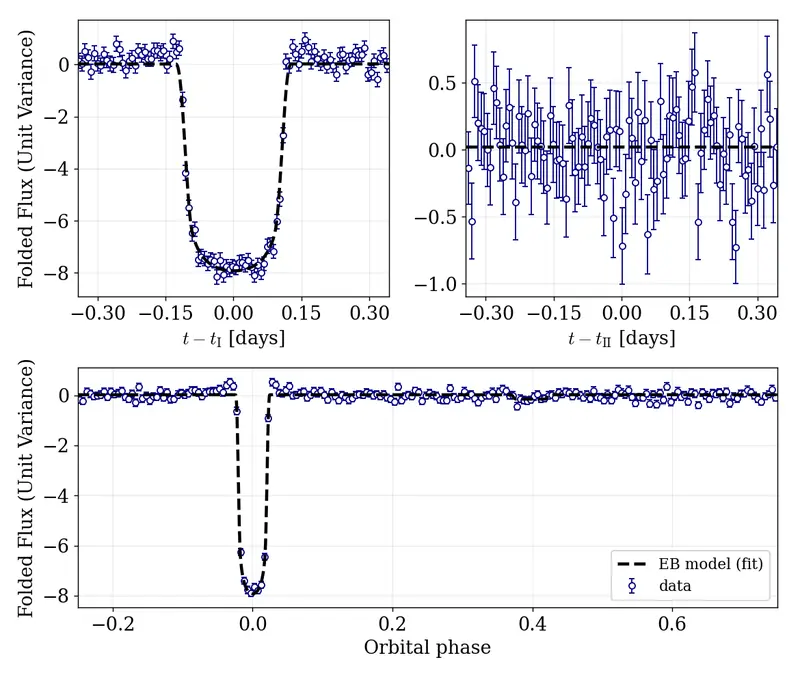 Folded Flux (Unit Variance)
0
−2
−4
−6
−8
−0.30 −0.15 0.00 0.15 0.30
t − tI [days]
0.5
0.0
−0.5
−1.0
−0.30 −0.15 0.00 0.15 0.30
t − tII [days]
Folded Flux (Unit Variance)
0
−2
−4
−6
−8
−0.2 0.0 0.2 0.4 0.6
Orbital phase
EB model (fit)
data